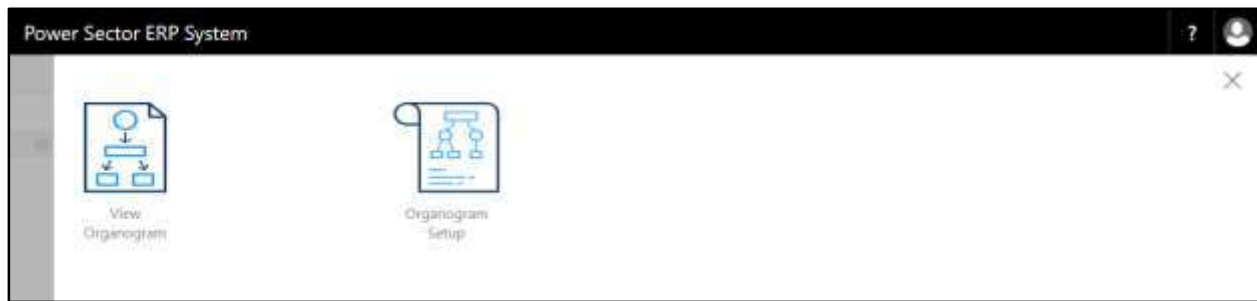 Power Sector ERP System
?
View
Organogram
Organogram
Setup